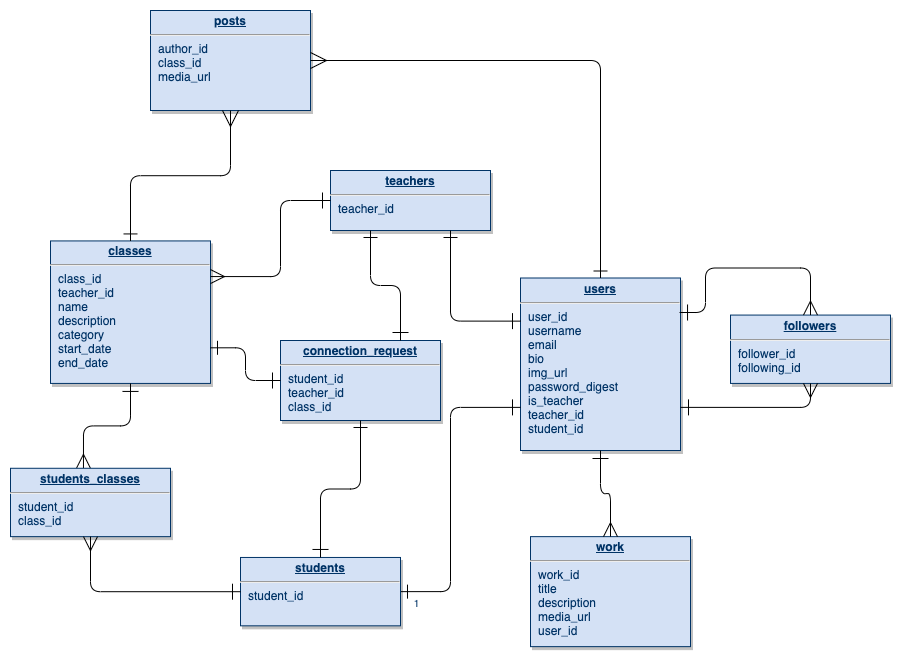 posts
author_id
class_id
media_url
teachers
teacher_id
classes
class_id
teacher_id
name
description
category
start_date
end_date
users
user_id
username
email
bio
img_url
password_digest
is_teacher
teacher_id
student_id
followers
follower_id
following_id
connection_request
student_id
teacher_id
class_id
students_classes
student_id
class_id
students
student_id
1
work
work_id
title
description
media_url
user_id